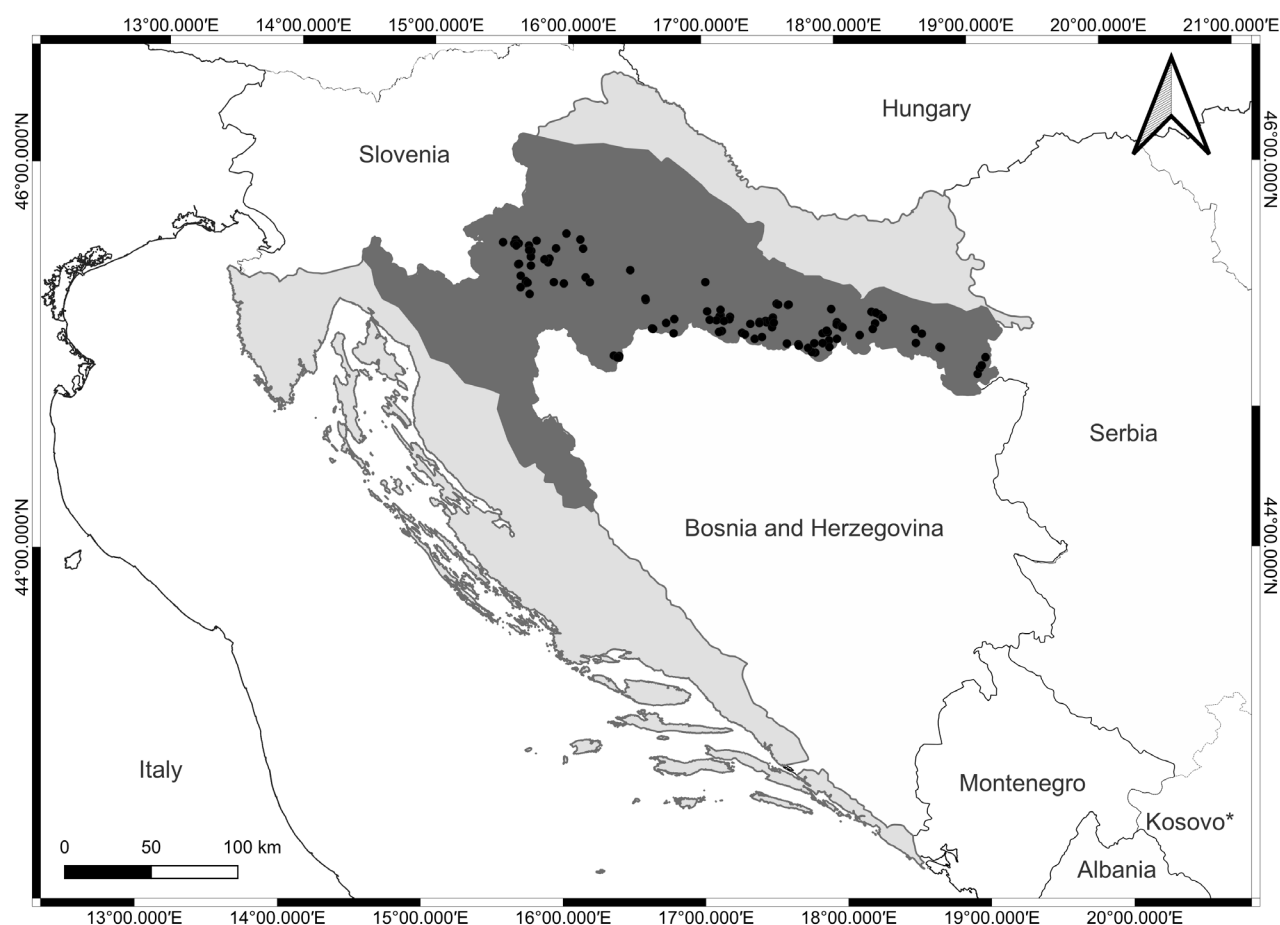 13°00.000′E 14°00.000′E 15°00.000′E 16°00.000′E 17°00.000′E 18°00.000′E 19°00.000′E 20°00.000′E 21°00.000′E
46°00.000′N
46°00.000′N
Hungary
Slovenia
Serbia
Bosnia and Herzegovina
44°00.000′N
44°00.000′N
Italy
Montenegro
Kosovo*
Albania
0 50 100 km
13°00.000′E 14°00.000′E 15°00.000′E 16°00.000′E 17°00.000′E 18°00.000′E 19°00.000′E 20°00.000′E